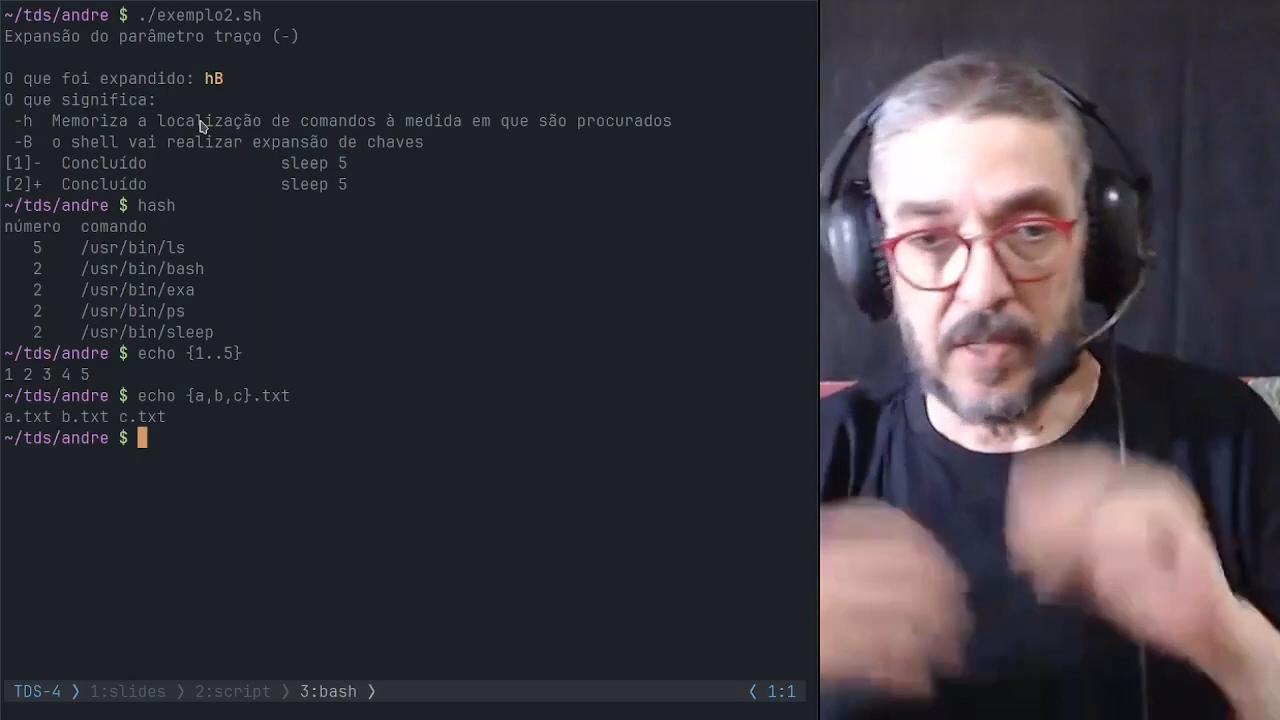 ~/tds/andre $ ./exemplo2.sh
Expansão do parâmetro traço (-)
O que foi expandido: hB
O que significa:
-h Memoriza a localização de comandos à medida em que são procurados
-B o shell vai realizar expansão de chaves
[1]- Concluído sleep 5
[2]+ Concluído sleep 5
~/tds/andre $ hash
número comando
5 /usr/bin/ls
2 /usr/bin/bash
2 /usr/bin/exa
2 /usr/bin/ps
2 /usr/bin/sleep
~/tds/andre $ echo {1..5}
1 2 3 4 5
~/tds/andre $ echo {a,b,c}.txt
a.txt b.txt c.txt
~/tds/andre $
TDS-4 ❯ 1:slides ❯ 2:script ❯ 3:bash ❯ ❮ 1:1